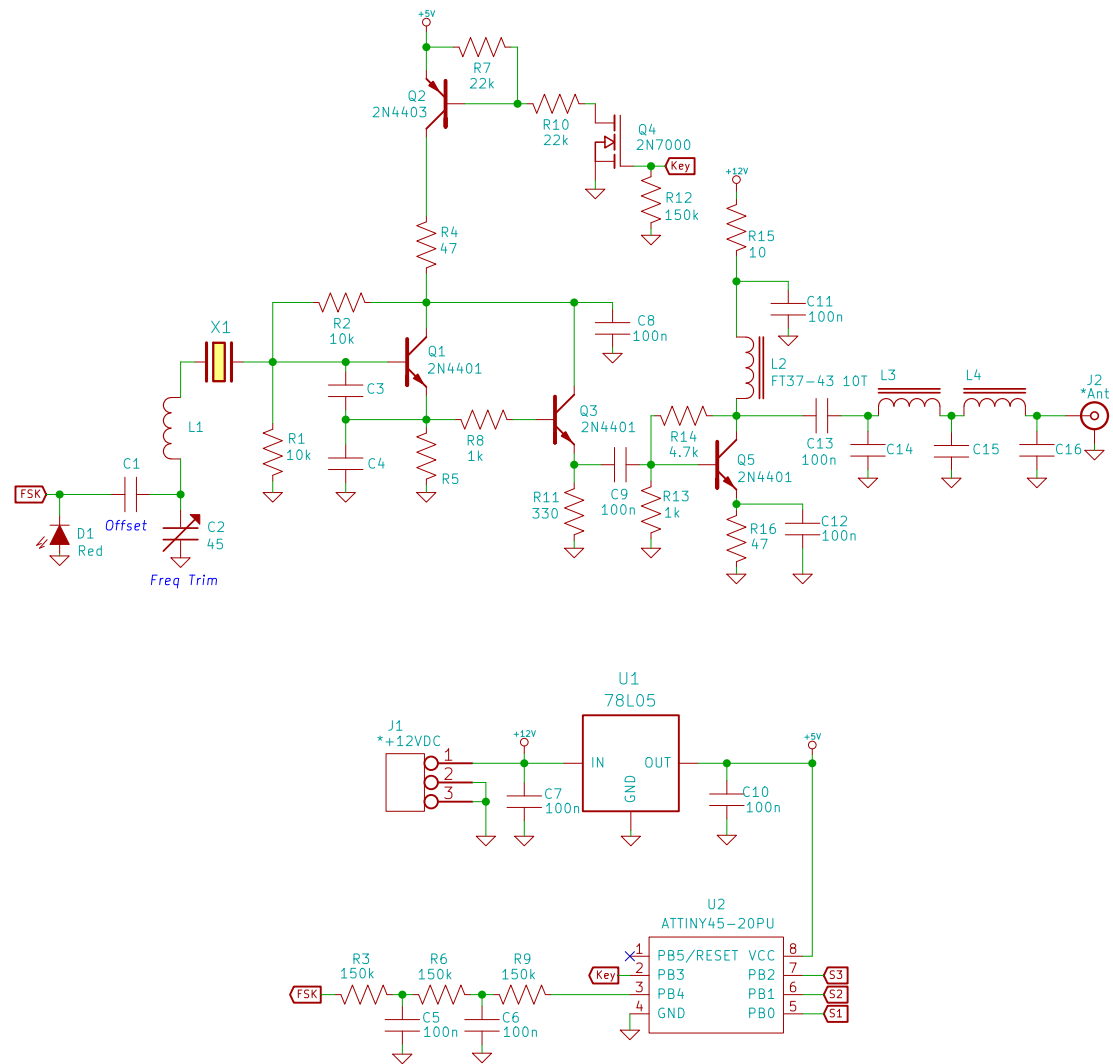 +5V
R7
22k
Q2
2N4403
R10
22k
Q4
2N7000
Key
R12
150k
+12V
R4
47
R15
10
C11
100n
R2
10k
C8
100n
X1
Q1
2N4401
L2
FT37-43 10T
L3
L4
J2
*Ant
C3
L1
Q3
2N4401
R14
4.7k
C13
100n
C14
C15
C16
R1
10k
C4
R8
1k
R5
Q5
2N4401
C1
R11
330
C9
100n
R13
1k
FSK
Offset
D1
Red
C2
45
R16
47
C12
100n
Freq Trim
U1
78L05
J1
*+12VDC
+12V
+5V
1
2
3
IN
OUT
GND
C7
100n
C10
100n
U2
ATTINY45-20PU
R3
150k
R6
150k
R9
150k
1
PB5/RESET
VCC
8
Key
2
PB3
PB2
7
S3
FSK
3
PB4
PB1
6
S2
4
GND
PB0
5
S1
C5
100n
C6
100n